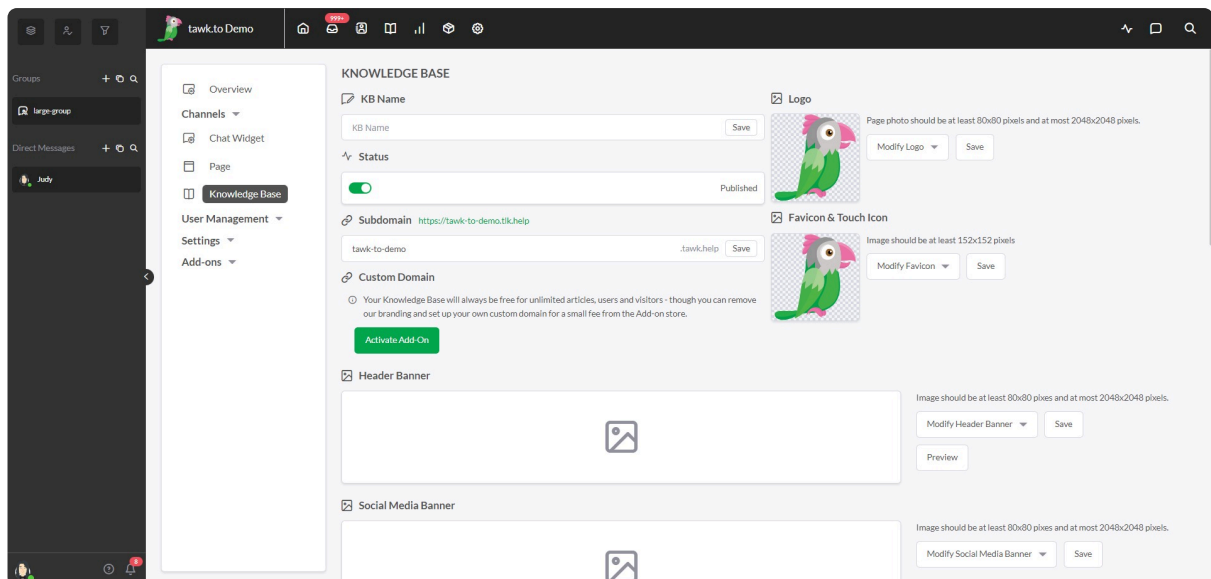 tawk.to Demo
999+
Groups
large-group
Direct Messages
Judy
8
Overview
Channels
Chat Widget
Page
Knowledge Base
User Management
Settings
Add-ons
KNOWLEDGE BASE
KB Name
KB Name
Save
Status
Published
Subdomain https://tawk-to-demo.tlk.help
tawk-to-demo
.tawk.help
Save
Custom Domain
Your Knowledge Base will always be free for unlimited articles, users and visitors - though you can remove
our branding and set up your own custom domain for a small fee from the Add-on store.
Activate Add-On
Logo
Page photo should be at least 80x80 pixels and at most 2048x2048 pixels.
Modify Logo
Save
Favicon & Touch Icon
Image should be at least 152x152 pixels
Modify Favicon
Save
Header Banner
Image should be at least 80x80 pixes and at most 2048x2048 pixels.
Modify Header Banner
Save
Preview
Social Media Banner
Image should be at least 80x80 pixes and at most 2048x2048 pixels.
Modify Social Media Banner
Save